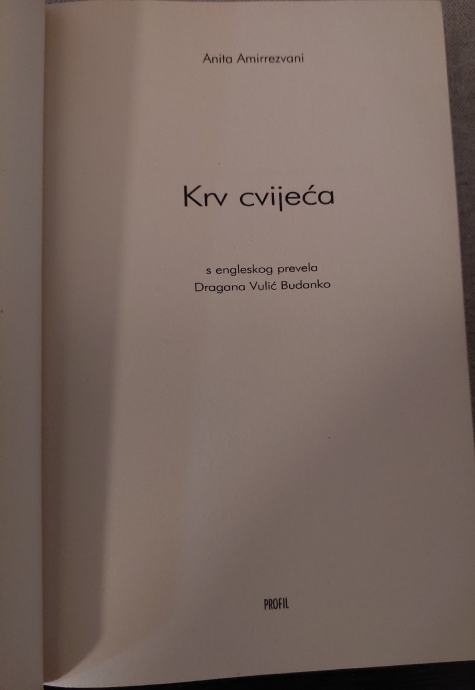 Anita Amirrezvani
Krv cvijeća
s engleskog prevela
Dragana Vulić Budanko
PROFIL